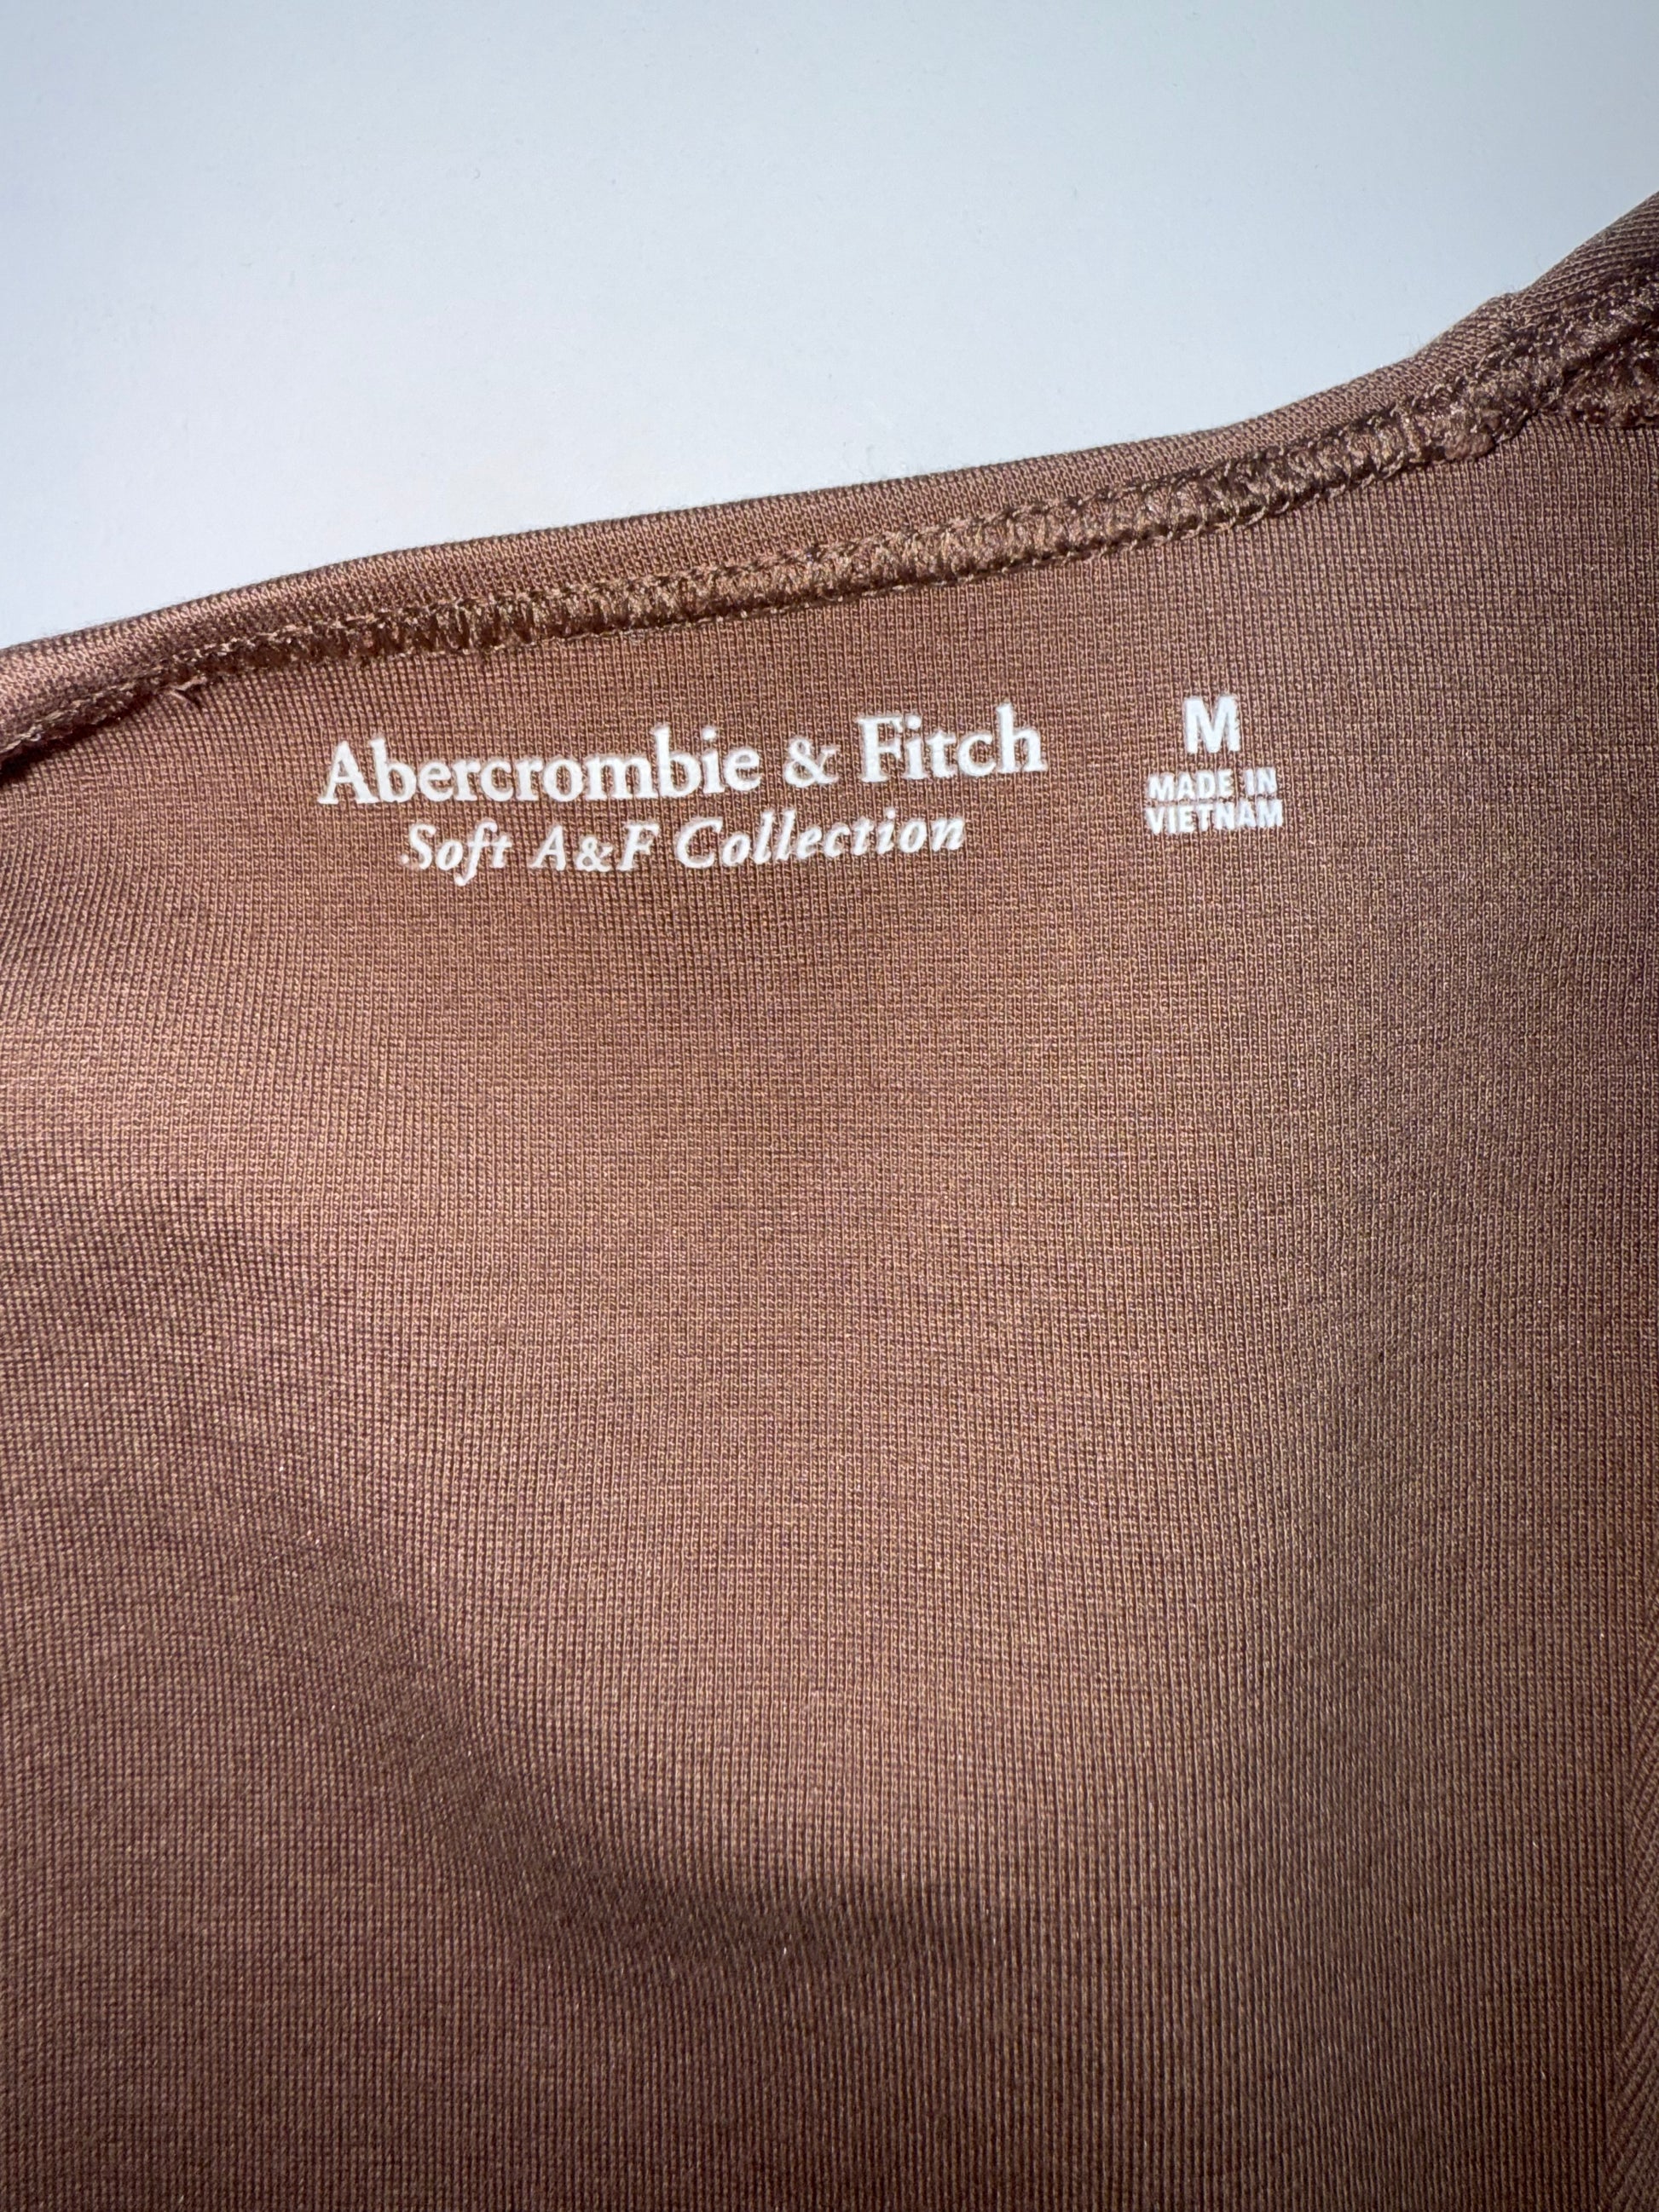 Abercrombie & Fitch
Soft A&F Collection
M
MADE IN
VIETNAM